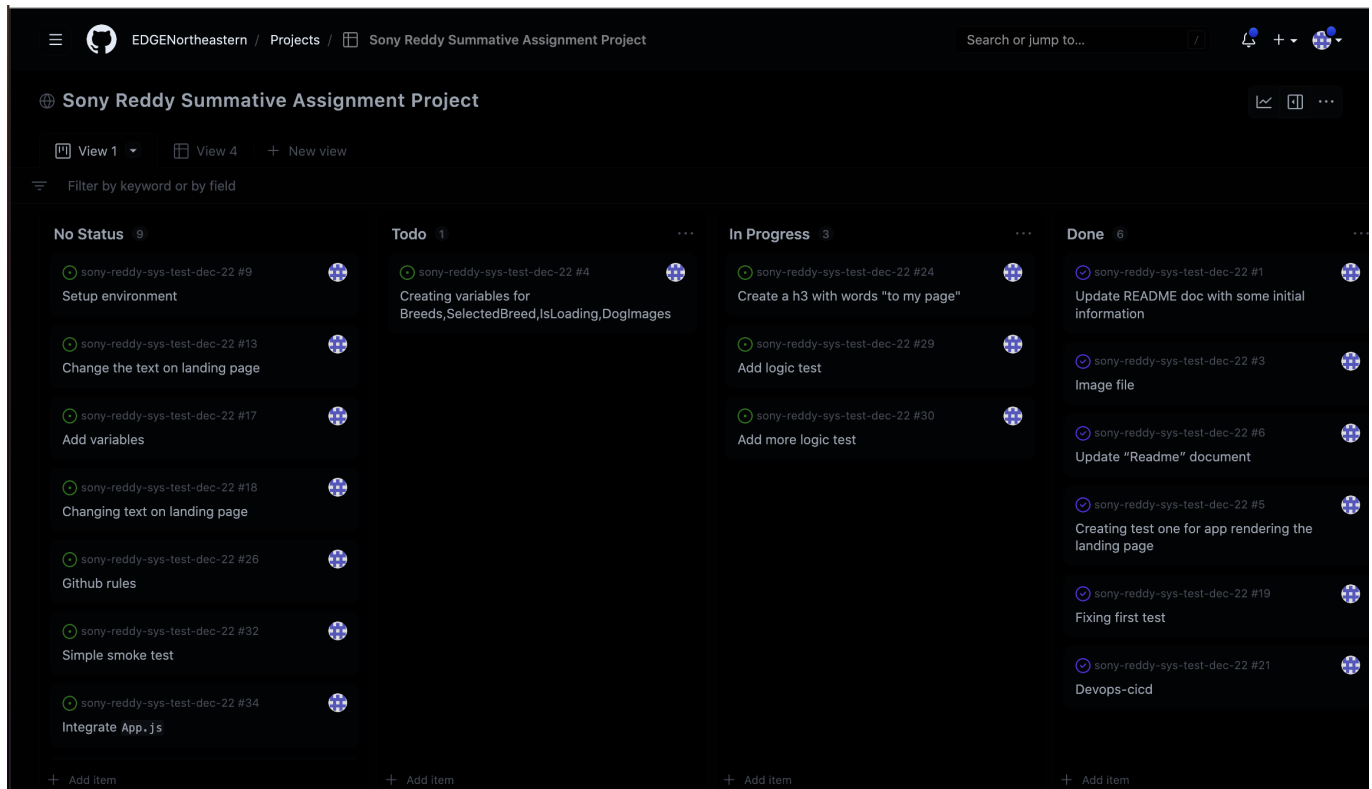 EDGENortheastern / Projects / Sony Reddy Summative Assignment Project
Search or jump to... /
Sony Reddy Summative Assignment Project
View 1
View 4
+ New view
Filter by keyword or by field
No Status 9
sony-reddy-sys-test-dec-22 #9
Setup environment
sony-reddy-sys-test-dec-22 #13
Change the text on landing page
sony-reddy-sys-test-dec-22 #17
Add variables
sony-reddy-sys-test-dec-22 #18
Changing text on landing page
sony-reddy-sys-test-dec-22 #26
Github rules
sony-reddy-sys-test-dec-22 #32
Simple smoke test
sony-reddy-sys-test-dec-22 #34
Integrate App.js
+ Add item
Todo 1
sony-reddy-sys-test-dec-22 #4
Creating variables for
Breeds,SelectedBreed,IsLoading,DogImages
+ Add item
In Progress 3
sony-reddy-sys-test-dec-22 #24
Create a h3 with words "to my page"
sony-reddy-sys-test-dec-22 #29
Add logic test
sony-reddy-sys-test-dec-22 #30
Add more logic test
+ Add item
Done 6
sony-reddy-sys-test-dec-22 #1
Update README doc with some initial
information
sony-reddy-sys-test-dec-22 #3
Image file
sony-reddy-sys-test-dec-22 #6
Update “Readme” document
sony-reddy-sys-test-dec-22 #5
Creating test one for app rendering the
landing page
sony-reddy-sys-test-dec-22 #19
Fixing first test
sony-reddy-sys-test-dec-22 #21
Devops-cicd
+ Add item